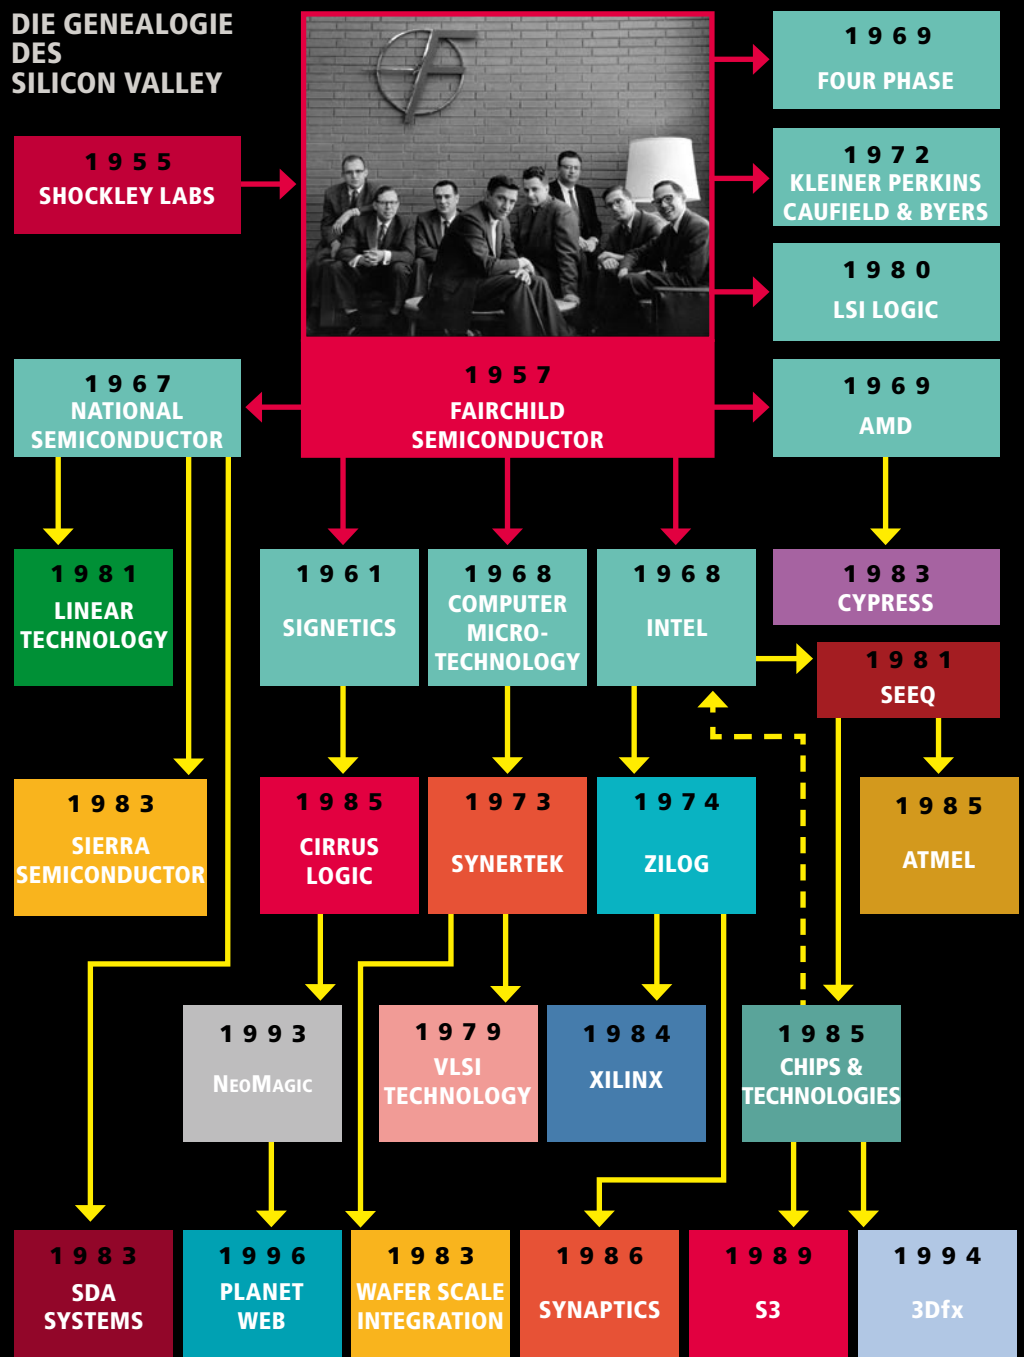 DIE GENEALOGIE
DES
SILICON VALLEY
1955
SHOCKLEY LABS
1969
FOUR PHASE
1972
KLEINER PERKINS
CAUFIELD & BYERS
1980
LSI LOGIC
1967
NATIONAL
SEMICONDUCTOR
1957
FAIRCHILD
SEMICONDUCTOR
1969
AMD
1981
LINEAR
TECHNOLOGY
1961
SIGNETICS
1968
COMPUTER
MICRO-
TECHNOLOGY
1968
INTEL
1983
CYPRESS
1981
SEEQ
1983
SIERRA
SEMICONDUCTOR
1985
CIRRUS
LOGIC
1973
SYNERTEK
1974
ZILOG
1985
ATMEL
1993
NEOMAGIC
1979
VLSI
TECHNOLOGY
1984
XILINX
1985
CHIPS &
TECHNOLOGIES
1983
SDA
SYSTEMS
1996
PLANET
WEB
1983
WAFER SCALE
INTEGRATION
1986
SYNAPTICS
1989
S3
1994
3Dfx